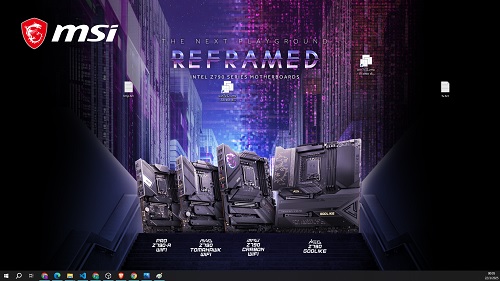 msi
THE NEXT PLAYGROUND
REFRAMED
INTEL Z790 SERIES MOTHERBOARDS
GODLIKE
PRO
Z790-A
WIFI
MAG
Z790
TOMAHAWK
WIFI
MPG
Z790
CARBON
WIFI
MEG
Z790
GODLIKE